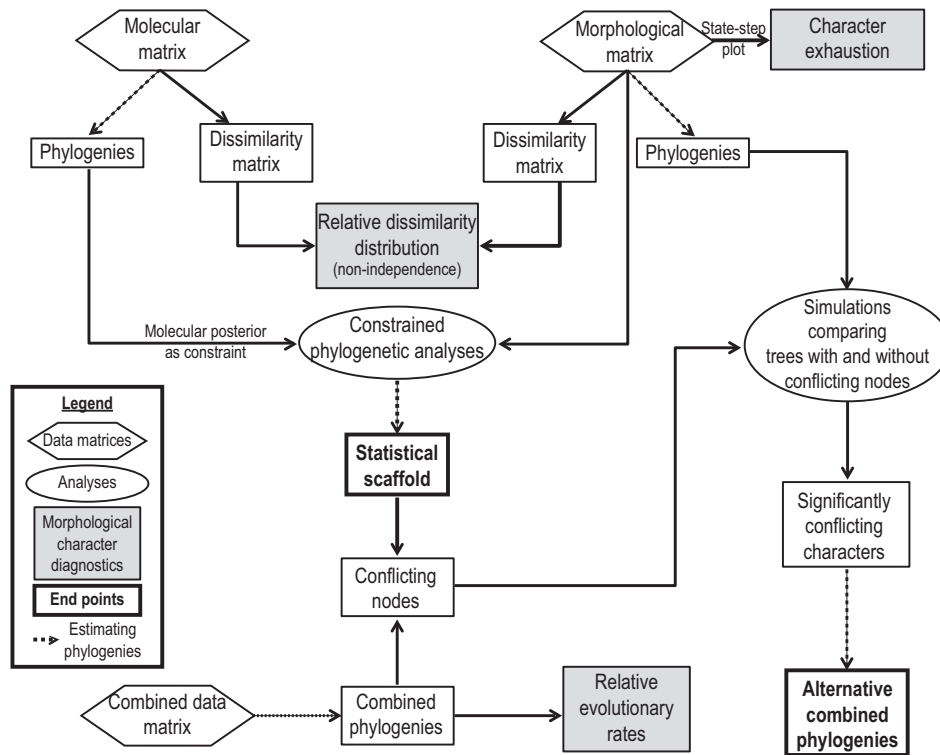 Molecular
matrix
Morphological
matrix
State-step
plot
Character
exhaustion
Phylogenies
Dissimilarity
matrix
Dissimilarity
matrix
Phylogenies
Relative dissimilarity
distribution
(non-independence)
Molecular posterior
as constraint
Constrained
phylogenetic analyses
Simulations
comparing
trees with and without
conflicting nodes
Legend
Data matrices
Analyses
Morphological
character
diagnostics
End points
Estimating
phylogenies
Statistical
scaffold
Significantly
conflicting
characters
Conflicting
nodes
Combined data
matrix
Combined
phylogenies
Relative
evolutionary
rates
Alternative
combined
phylogenies